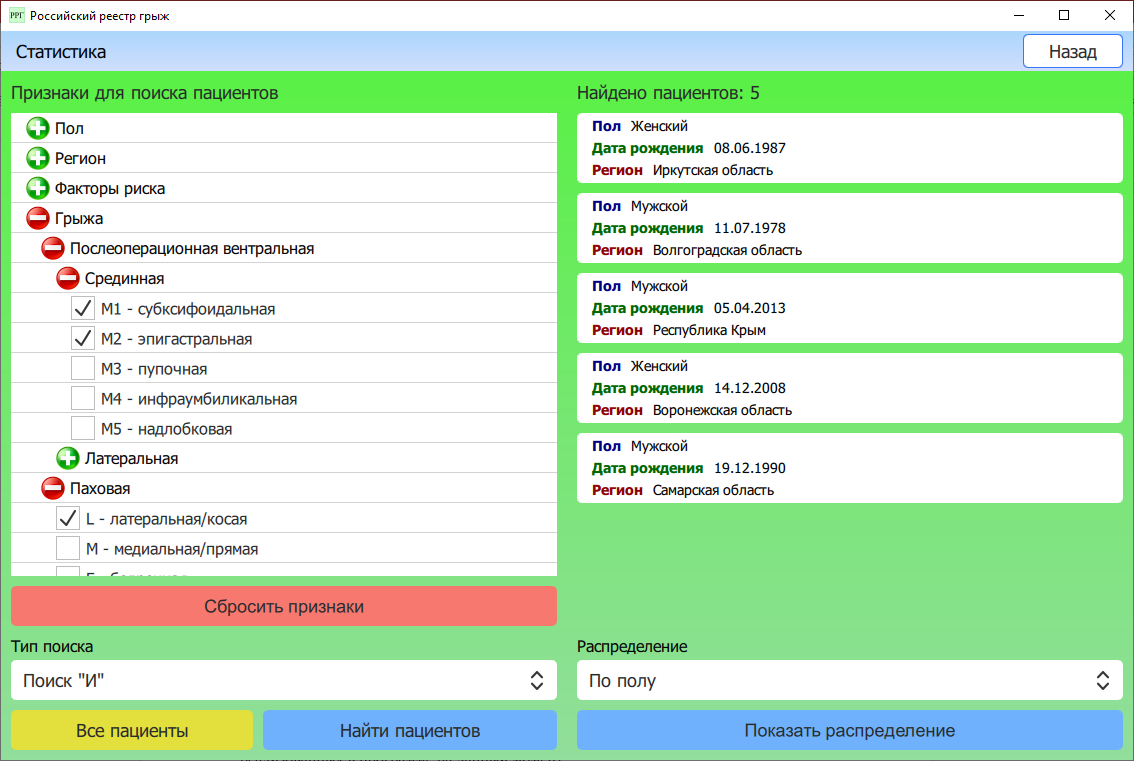 РРГ Российский реестр грыж
Статистика
Назад
Признаки для поиска пациентов
Пол
Регион
Факторы риска
Грыжа
Послеоперационная вентральная
Срединная
M1 - субксифоидальная
M2 - эпигастральная
M3 - пупочная
M4 - инфраумбиликальная
M5 - надлобковая
Латеральная
Паховая
L - латеральная/косая
M - медиальная/прямая
Сбросить признаки
Тип поиска
Поиск "И"
Все пациенты
Найти пациентов
Найдено пациентов: 5
Пол Женский
Дата рождения 08.06.1987
Регион Иркутская область
Пол Мужской
Дата рождения 11.07.1978
Регион Волгоградская область
Пол Мужской
Дата рождения 05.04.2013
Регион Республика Крым
Пол Женский
Дата рождения 14.12.2008
Регион Воронежская область
Пол Мужской
Дата рождения 19.12.1990
Регион Самарская область
Распределение
По полу
Показать распределение